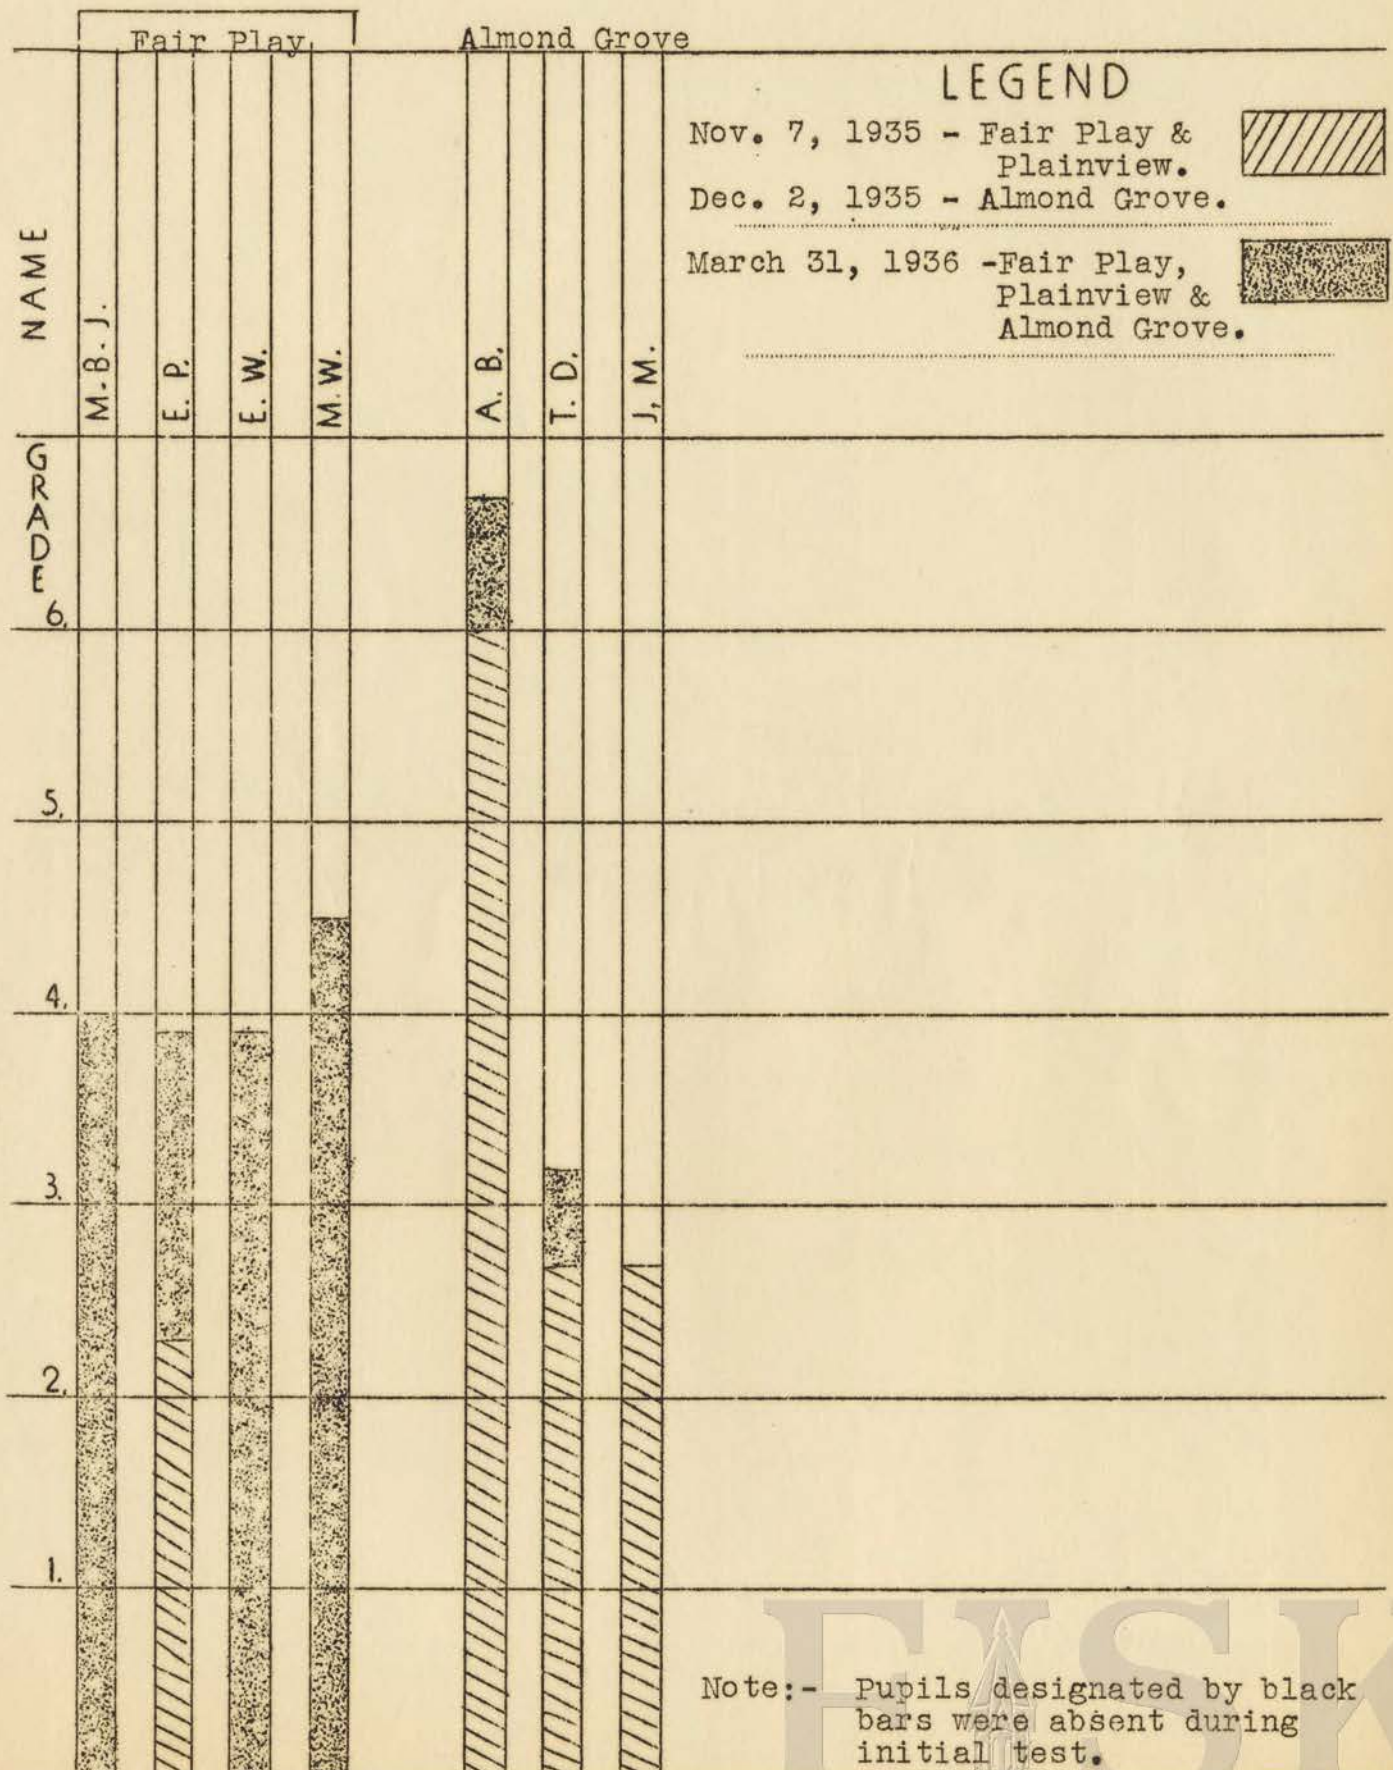 Fair Play Almond Grove
LEGEND
Nov. 7, 1935 - Fair Play &
Plainview.
Dec. 2, 1935 - Almond Grove.
March 31, 1936 -Fair Play,
Plainview &
Almond Grove.
NAME
M.B.J.
E. P.
E. W.
M. W.
A. B.
T. D.
J, M.
GRADE
6.
5.
4.
3.
2.
1.
Note:- Pupils designated by black
bars were absent during
initial test.
FISK